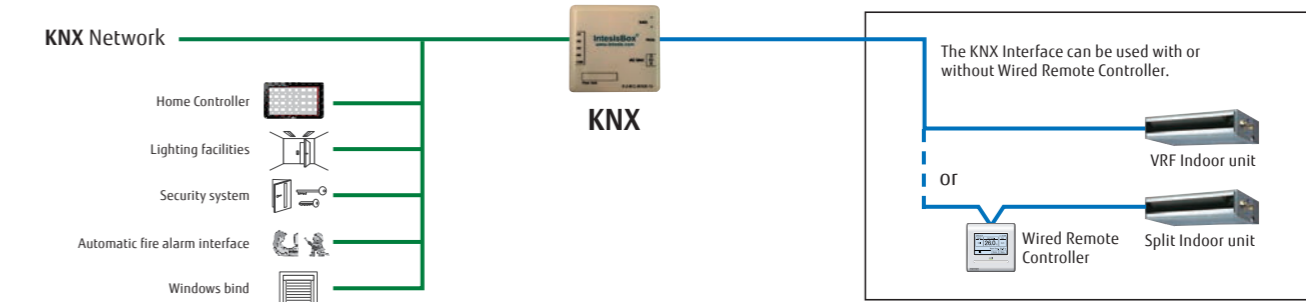 KNX Network
Home Controller
Lighting facilities
Security system
Automatic fire alarm interface
Windows bind
IntesisBox®
KNX
The KNX Interface can be used with or
without Wired Remote Controller.
VRF Indoor unit
or
Wired Remote
Controller
Split Indoor unit